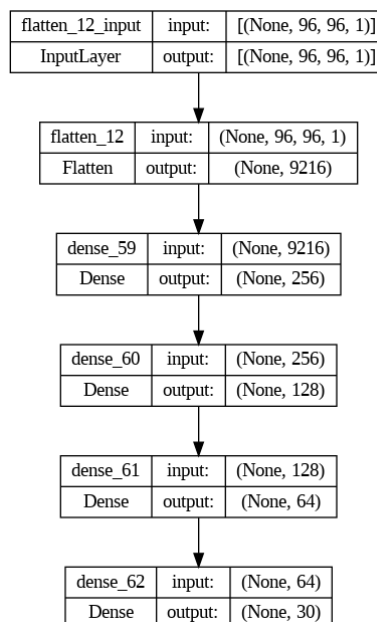 flatten_12_input input: [(None, 96, 96, 1)]
InputLayer output: [(None, 96, 96, 1)]
flatten_12 input: (None, 96, 96, 1)
Flatten output: (None, 9216)
dense_59 input: (None, 9216)
Dense output: (None, 256)
dense_60 input: (None, 256)
Dense output: (None, 128)
dense_61 input: (None, 128)
Dense output: (None, 64)
dense_62 input: (None, 64)
Dense output: (None, 30)